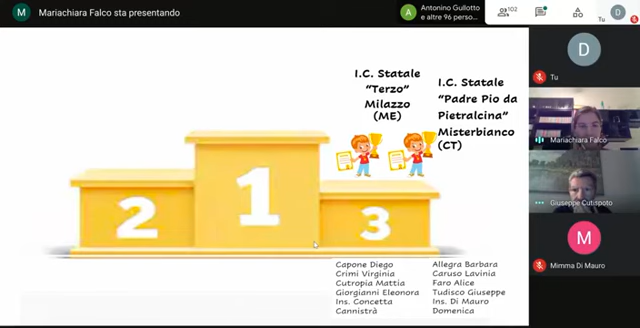 M
Mariachiara Falco sta presentando
A
Antonino Gullotto
e altre 96 perso...
102
Tu
D
I.C. Statale
"Terzo"
Milazzo
(ME)
I.C. Statale
"Padre Pio da
Pietralcina"
Misterbianco
(CT)
2
1
3
Capone Diego
Crimi Virginia
Cutropia Mattia
Giorgianni Eleonora
Ins. Concetta
Cannistrà
Allegra Barbara
Caruso Lavinia
Faro Alice
Tudisco Giuseppe
Ins. Di Mauro
Domenica
D
Tu
Mariachiara Falco
Giuseppe Cutispoto
M
Mimma Di Mauro